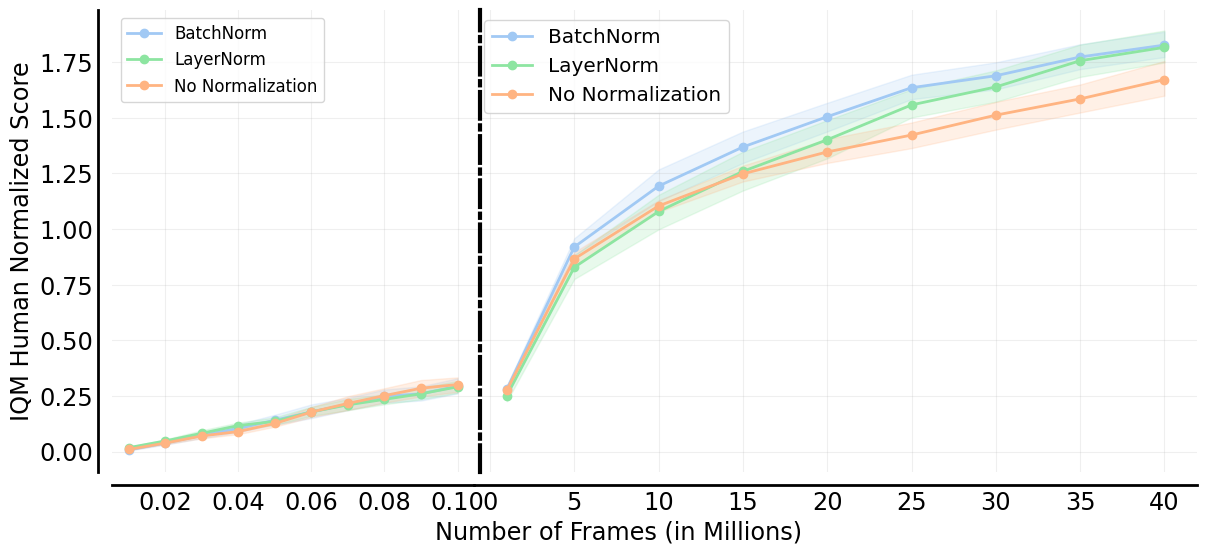 BatchNorm
LayerNorm
No Normalization
BatchNorm
LayerNorm
No Normalization
IQM Human Normalized Score
1.75
1.50
1.25
1.00
0.75
0.50
0.25
0.00
0.02 0.04 0.06 0.08 0.10 0 5 10 15 20 25 30 35 40
Number of Frames (in Millions)